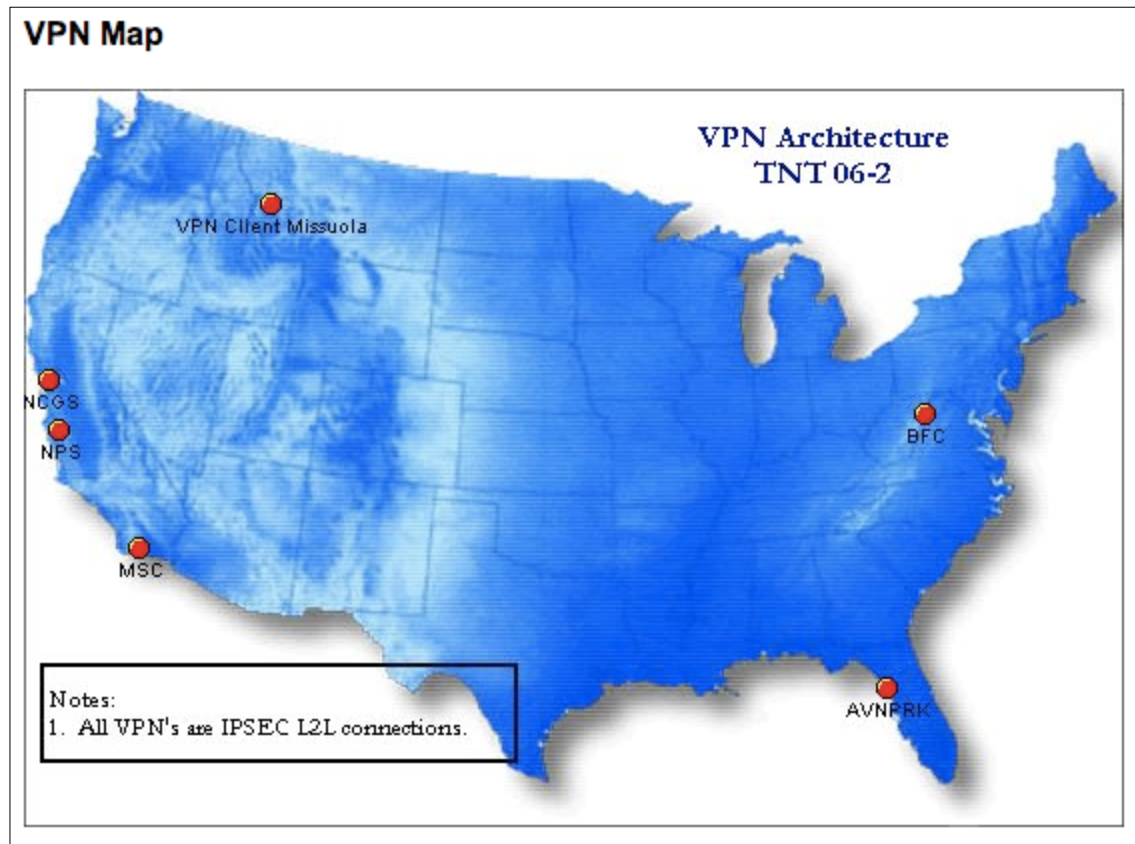 VPN Map
VPN Architecture
TNT 06-2
VPN Client Missuola
NCGS
NPS
BFC
MSC
AVNPRK
Notes:
1. All VPN's are IPSEC L2L connections.